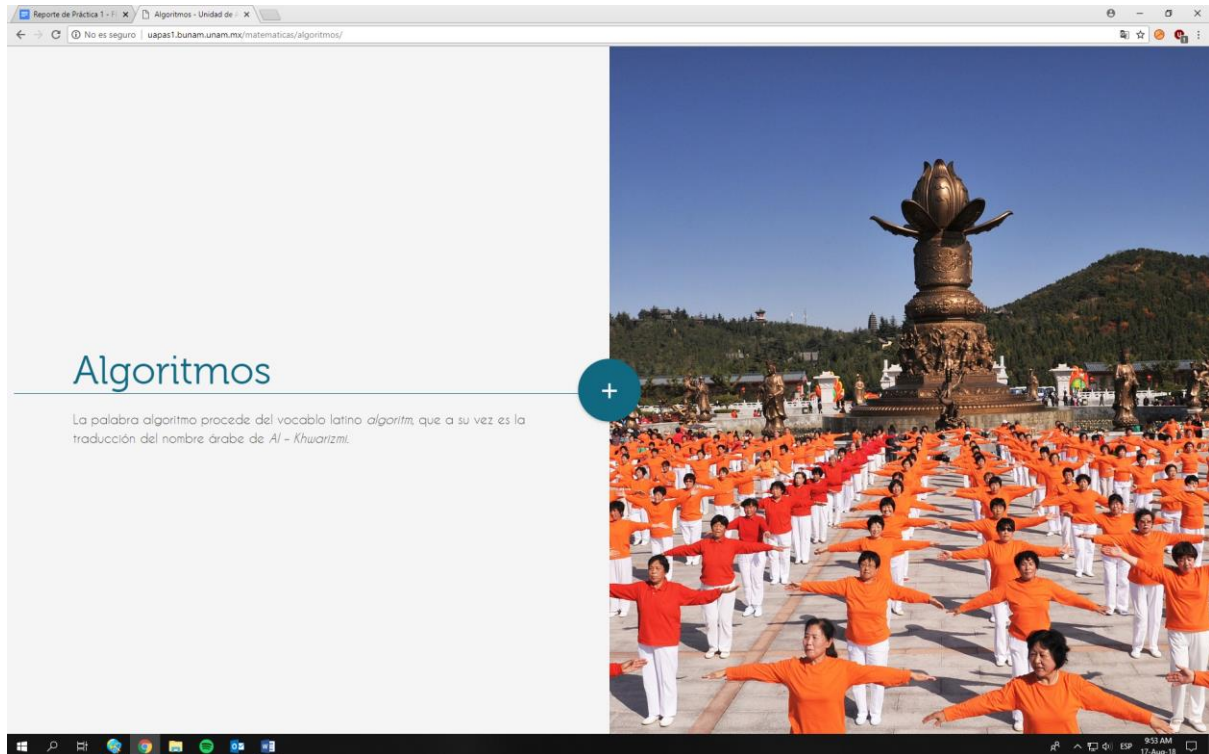 Reporte de Práctica 1 - Fi
Algoritmos - Unidad de
No es seguro | uapas1.bunam.unam.mx/matematicas/algoritmos/
Algoritmos
La palabra algoritmo procede del vocablo latino algoritm, que a su vez es la
traducción del nombre árabe de Al - Khwarizmi.
ESP
9:53 AM
17-Aug-18